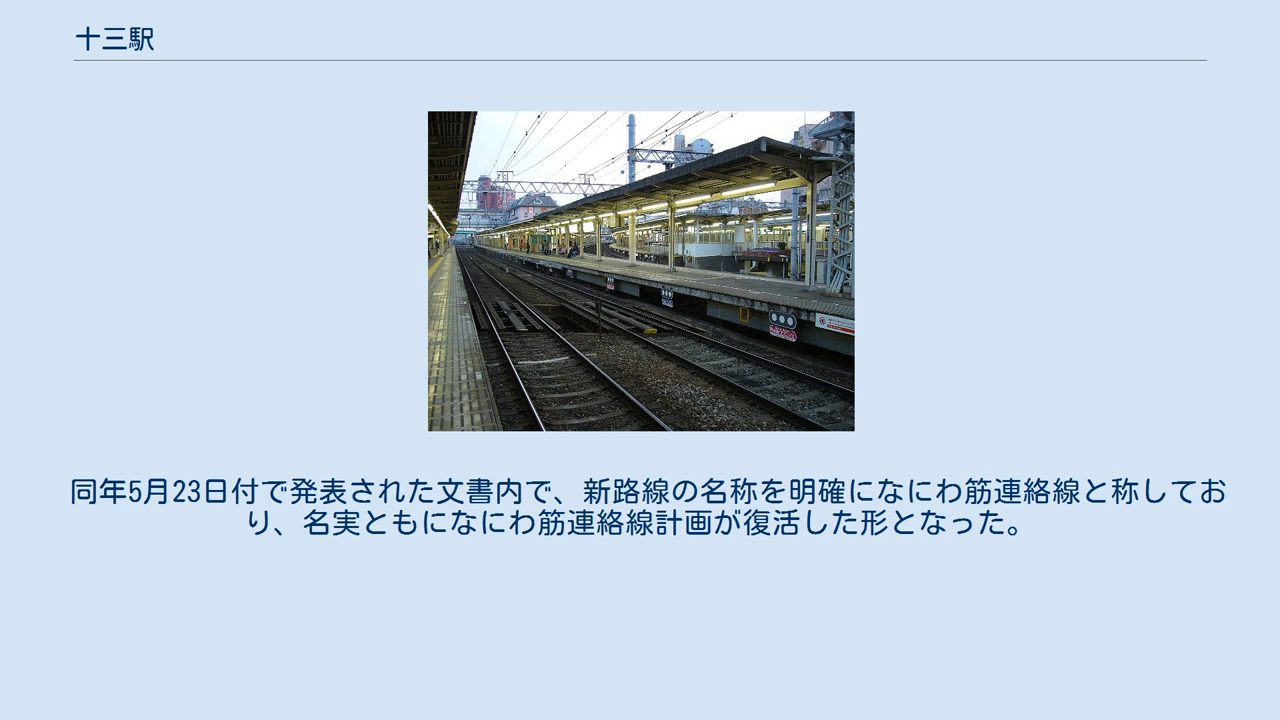 十三駅
同年5月23日付で発表された文書内で、新路線の名称を明確になにわ筋連絡線と称してお
り、名実ともになにわ筋連絡線計画が復活した形となった。